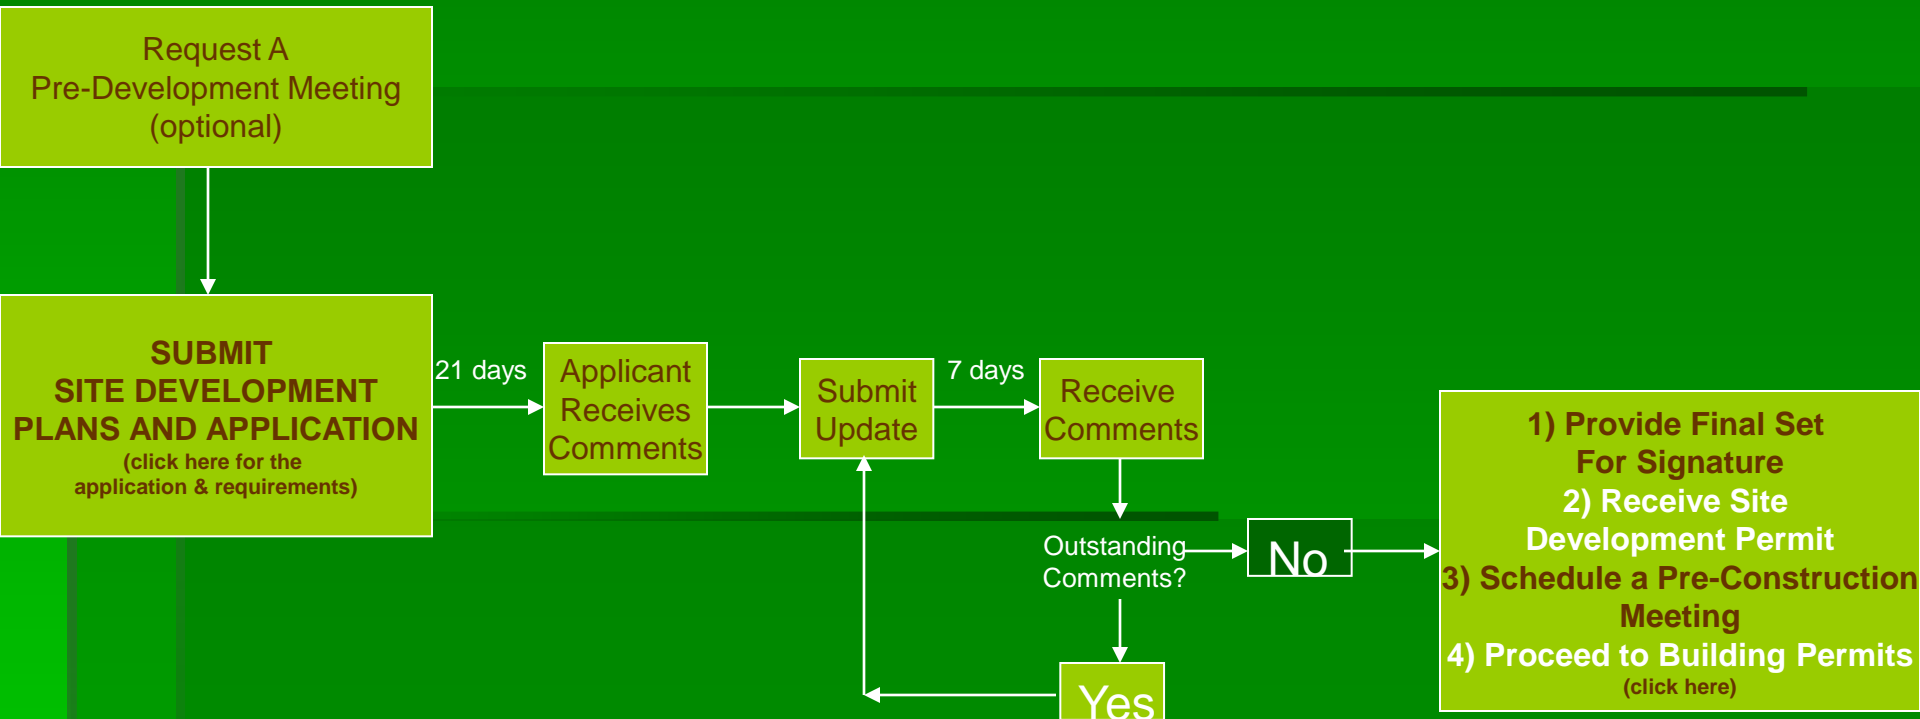 Request A
Pre-Development Meeting
(optional)
SUBMIT
SITE DEVELOPMENT
PLANS AND APPLICATION
(click here for the
application & requirements)
21 days
Applicant
Receives
Comments
Submit
Update
7 days
Receive
Comments
Outstanding
Comments?
No
Yes
1) Provide Final Set
For Signature
2) Receive Site
Development Permit
3) Schedule a Pre-Construction
Meeting
4) Proceed to Building Permits
(click here)